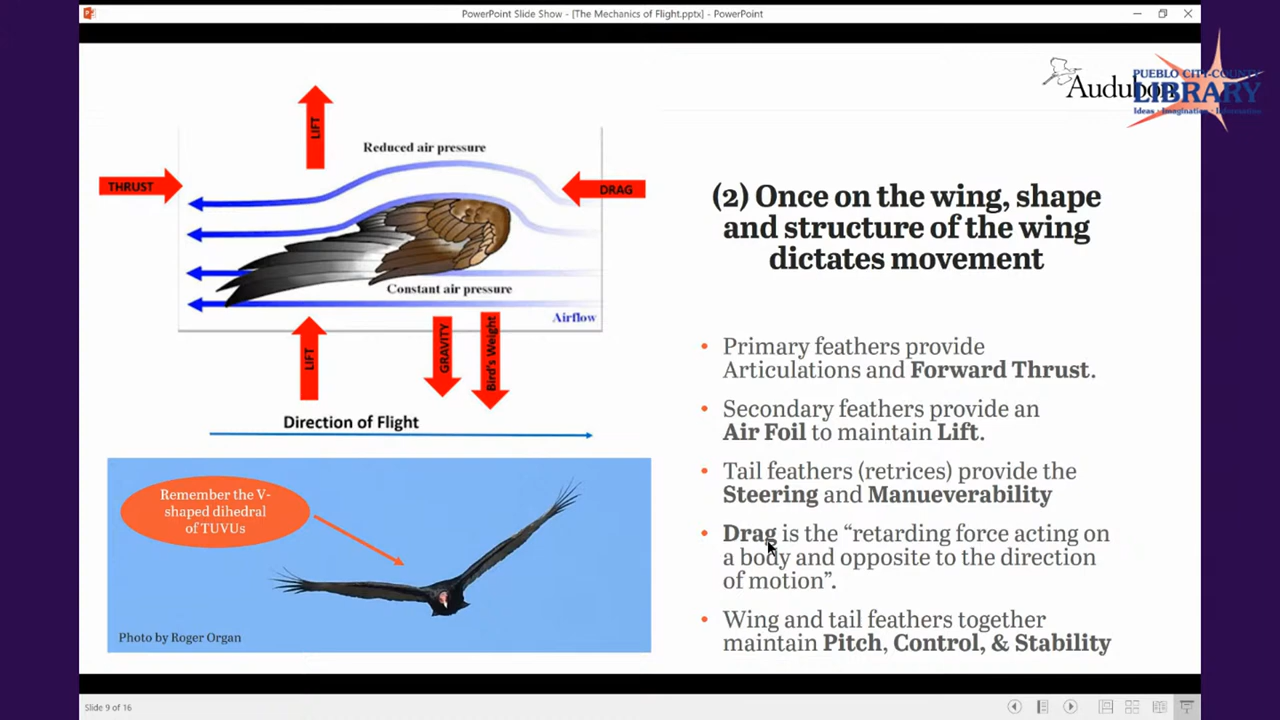 PowerPoint Slide Show - [The Mechanics of Flight.pptx] - PowerPoint
Audubon
PUEBLO CITY-COUNTY
LIBRARY
Ideas · Imagination · Information
LIFT
Reduced air pressure
THRUST
DRAG
Constant air pressure
Airflow
LIFT
GRAVITY
Bird's Weight
Direction of Flight
Remember the V-
shaped dihedral
of TUVUs
Photo by Roger Organ
(2) Once on the wing, shape
and structure of the wing
dictates movement
• Primary feathers provide
Articulations and Forward Thrust.
• Secondary feathers provide an
Air Foil to maintain Lift.
• Tail feathers (retrices) provide the
Steering and Manueverability
• Drag is the “retarding force acting on
a body and opposite to the direction
of motion”.
• Wing and tail feathers together
maintain Pitch, Control, & Stability
Slide 9 of 16